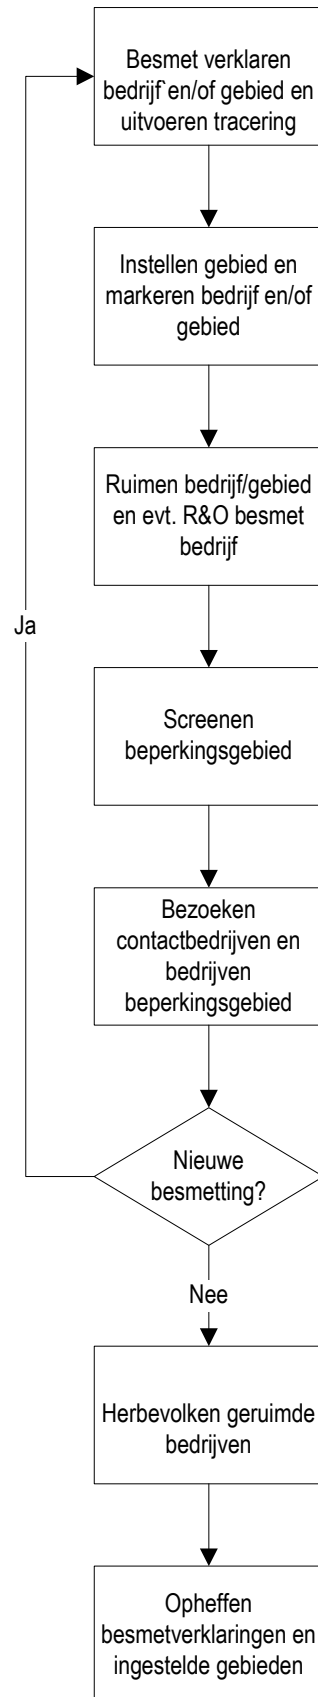 Besmet verklaren
bedrijf`en/of gebied en
uitvoeren tracering
Instellen gebied en
markeren bedrijf en/of
gebied
Ruimen bedrijf/gebied
en evt. R&O besmet
bedrijf
Ja
Screenen
beperkingsgebied
Bezoeken
contactbedrijven en
bedrijven
beperkingsgebied
Nieuwe
besmetting?
Nee
Herbevolken geruimde
bedrijven
Opheffen
besmetverklaringen en
ingestelde gebieden